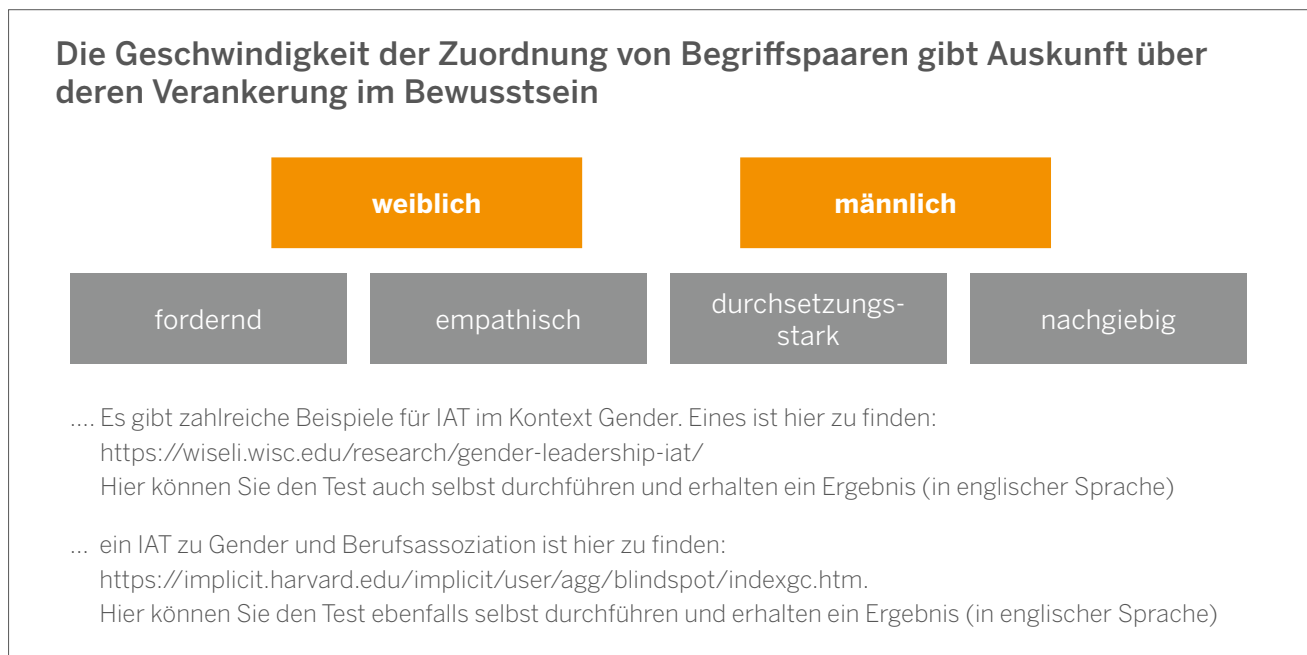 Die Geschwindigkeit der Zuordnung von Begriffspaaren gibt Auskunft über
deren Verankerung im Bewusstsein
weiblich
männlich
fordernd
empathisch
durchsetzungs-
stark
nachgiebig
.... Es gibt zahlreiche Beispiele für IAT im Kontext Gender. Eines ist hier zu finden:
https://wiseli.wisc.edu/research/gender-leadership-iat/
Hier können Sie den Test auch selbst durchführen und erhalten ein Ergebnis (in englischer Sprache)
... ein IAT zu Gender und Berufsassoziation ist hier zu finden:
https://implicit.harvard.edu/implicit/user/agg/blindspot/indexgc.htm.
Hier können Sie den Test ebenfalls selbst durchführen und erhalten ein Ergebnis (in englischer Sprache)